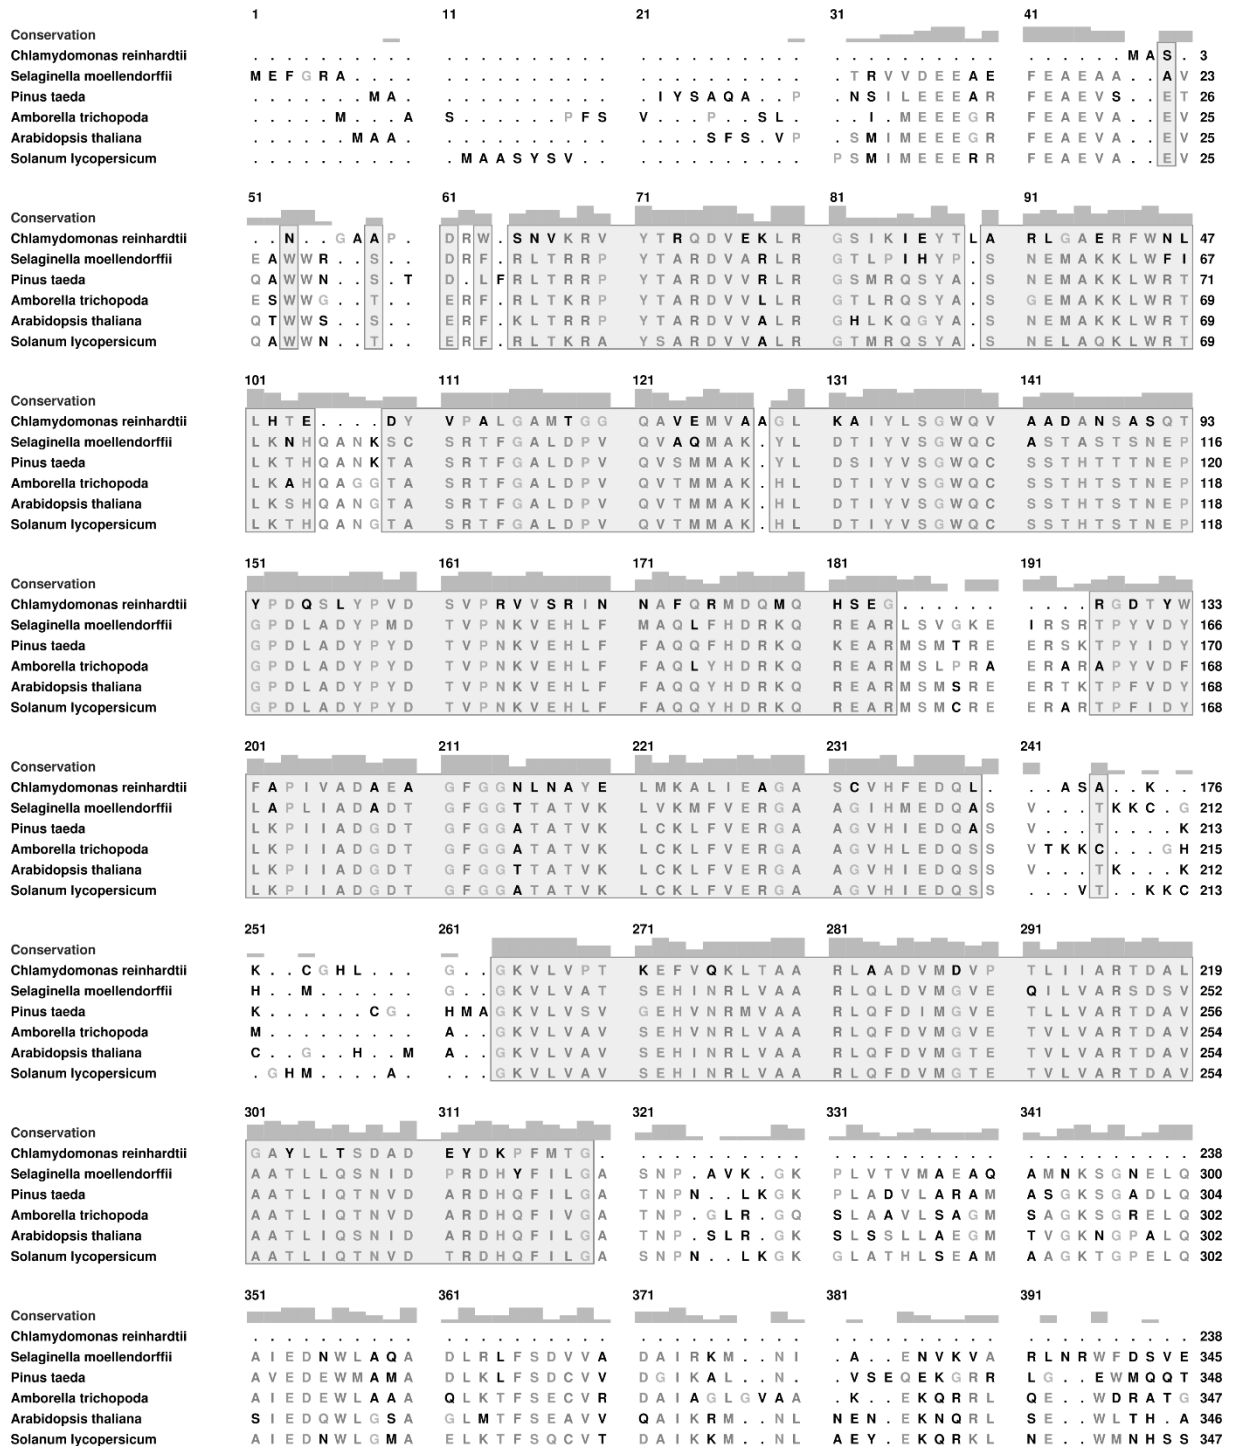 1 11 21 31 41
Conservation
Chlamydomonas reinhardtii . . . . . . . . . . . . . . . . . . . . . . . . . . . . . . . . . . . . . . . . . . . . . . M A S . 3
Selaginella moellendorffii M E F G R A . . . . . . . . . . . . . . . . . . . . . . . . . T R V V D E E A E F E A E A A . . A V 23
Pinus taeda . . . . . . . M A . . . . . . . . . . . . I Y S A Q A . . P . N S I L E E E A R F E A E V S . . E T 26
Amborella trichopoda . . . . . M . . . A S . . . . . . P F S V . . . P . . S L . . . I . M E E E G R F E A E V A . . E V 25
Arabidopsis thaliana . . . . . . M A A . . . . . . . . . . . . . . . S F S . V P . S M I M E E E G R F E A E V A . . E V 25
Solanum lycopersicum . . . . . . . . . . . M A A S Y S V . . . . . . . . . . . . P S M I M E E E R R F E A E V A . . E V 25
51 61 71 81 91
Conservation
Chlamydomonas reinhardtii . . N . . G A A P . D R W . S N V K R V Y T R Q D V E K L R G S I K I E Y T L A R L G A E R F W N L 47
Selaginella moellendorffii E A W W R . . S . . D R F . R L T R R P Y T A R D V A R L R G T L P I H Y P . S N E M A K K L W F I 67
Pinus taeda Q A W W N . . S . T D . L F R L T R R P Y T A R D V V R L R G S M R Q S Y A . S N E M A K K L W R T 71
Amborella trichopoda E S W W G . . T . . E R F . R L T K R P Y T A R D V V L L R G T L R Q S Y A . S G E M A K K L W R T 69
Arabidopsis thaliana Q T W W S . . S . . E R F . K L T R R P Y T A R D V V A L R G H L K Q G Y A . S N E M A K K L W R T 69
Solanum lycopersicum Q A W W N . . T . . E R F . R L T K R A Y S A R D V V A L R G T M R Q S Y A . S N E L A Q K L W R T 69
101 111 121 131 141
Conservation
Chlamydomonas reinhardtii L H T E . . . . D Y V P A L G A M T G G Q A V E M V A A G L K A I Y L S G W Q V A A D A N S A S Q T 93
Selaginella moellendorffii L K N H Q A N K S C S R T F G A L D P V Q V A Q M A K . Y L D S I Y V S G W Q C A S T A S T S N E P 116
Pinus taeda L K T H Q A N K T A S R T F G A L D P V Q V S M M A K . Y L D S I Y V S G W Q C S S T H T T T N E P 120
Amborella trichopoda L K A H Q A G G T A S R T F G A L D P V Q V T M M A K . H L D T I Y V S G W Q C S S T H T S T N E P 118
Arabidopsis thaliana L K S H Q A N G T A S R T F G A L D P V Q V T M M A K . H L D T I Y V S G W Q C S S T H T S T N E P 118
Solanum lycopersicum L K T H Q A N G T A S R T F G A L D P V Q V T M M A K . H L D T I Y V S G W Q C S S T H T S T N E P 118
151 161 171 181 191
Conservation
Chlamydomonas reinhardtii Y P D Q S L Y P V D S V P R V V S R I N N A F Q R M D Q M Q H S E G . . . . . . . . . . R G D T Y W 133
Selaginella moellendorffii G P D L A D Y P M D T V P N K V E H L F M A Q L F H D R K Q R E A R L S V G K E I R S R T P Y V D Y 166
Pinus taeda G P D L A D Y P Y D T V P N K V E H L F F A Q Q F H D R K Q K E A R M S M T R E E R S K T P Y I D Y 170
Amborella trichopoda G P D L A D Y P Y D T V P N K V E H L F F A Q L Y H D R K Q R E A R M S L P R A E R A R A P Y V D F 168
Arabidopsis thaliana G P D L A D Y P Y D T V P N K V E H L F F A Q Q Y H D R K Q R E A R M S M S R E E R T K T P F V D Y 168
Solanum lycopersicum G P D L A D Y P Y D T V P N K V E H L F F A Q Q Y H D R K Q R E A R M S M C R E E R A R T P F I D Y 168
201 211 221 231 241
Conservation
Chlamydomonas reinhardtii F A P I V A D A E A G F G G N L N A Y E L M K A L I E A G A S C V H F E D Q L . . . A S A . . K . . 176
Selaginella moellendorffii L A P L I A D A D T G F G G T T A T V K L V K M F V E R G A A G I H M E D Q A S V . . . T K K C . G 212
Pinus taeda L K P I I A D G D T G F G G A T A T V K L C K L F V E R G A A G V H I E D Q A S V . . . T . . . . K 213
Amborella trichopoda L K P I I A D G D T G F G G A T A T V K L C K L F V E R G A A G V H L E D Q S S V T K K C . . . G H 215
Arabidopsis thaliana L K P I I A D G D T G F G G T T A T V K L C K L F V E R G A A G V H I E D Q S S V . . . T K . . . K 212
Solanum lycopersicum L K P I I A D G D T G F G G A T A T V K L C K L F V E R G A A G V H I E D Q S S . . . V T . . K K C 213
251 261 271 281 291
Conservation
Chlamydomonas reinhardtii K . . C G H L . . . G . . G K V L V P T K E F V Q K L T A A R L A A D V M D V P T L I I A R T D A L 219
Selaginella moellendorffii H . . M . . . . . . G . . G K V L V A T S E H I N R L V A A R L Q L D V M G V E Q I L V A R S D S V 252
Pinus taeda K . . . . . . C G . H M A G K V L V S V G E H V N R M V A A R L Q F D I M G V E T L L V A R T D A V 256
Amborella trichopoda M . . . . . . . . . A . . G K V L V A V S E H V N R L V A A R L Q F D V M G V E T V L V A R T D A V 254
Arabidopsis thaliana C . . G . . H . . M A . . G K V L V A V S E H I N R L V A A R L Q F D V M G T E T V L V A R T D A V 254
Solanum lycopersicum . G H M . . . . A . . . . G K V L V A V S E H I N R L V A A R L Q F D V M G T E T V L V A R T D A V 254
301 311 321 331 341
Conservation
Chlamydomonas reinhardtii G A Y L L T S D A D E Y D K P F M T G . . . . . . . . . . . . . . . . . . . . . . . . . . . . . . . 238
Selaginella moellendorffii A A T L L Q S N I D P R D H Y F I L G A S N P . A V K . G K P L V T V M A E A Q A M N K S G N E L Q 300
Pinus taeda A A T L I Q T N V D A R D H Q F I L G A T N P N . . L K G K P L A D V L A R A M A S G K S G A D L Q 304
Amborella trichopoda A A T L I Q T N V D A R D H Q F I V G A T N P . G L R . G Q S L A A V L S A G M S A G K S G R E L Q 302
Arabidopsis thaliana A A T L I Q S N V D A R D H Q F I L G A T N P . S L R . G K S L S S L L A E G M T V G K N G P A L Q 302
Solanum lycopersicum A A T L I Q T N V D T R D H Q F I L G A S N P N . . L K G K G L A T H L S E A M A A G K T G P E L Q 302
351 361 371 381 391
Conservation
Chlamydomonas reinhardtii . . . . . . . . . . . . . . . . . . . . . . . . . . . . . . . . . . . . . . . . . . . . . . . . . . 238
Selaginella moellendorffii A I E D N W L A Q A D L R L F S D V V A D A I R K M . . N I . A . . E N V K V A R L N R W F D S V E 345
Pinus taeda A V E D E W M A M A D L K L F S D C V V D G I K A L . . N . . V S E Q E K G R R L G . . E W M Q Q T 348
Amborella trichopoda A I E D E W L A A A Q L K T F S E C V R D A I A G L G V A A . K . . E K Q R R L Q E . . W D R A T G 347
Arabidopsis thaliana S I E D Q W L G S A G L M T F S E A V V Q A I K R M . . N L N E N . E K N Q R L S E . . W L T H . A 346
Solanum lycopersicum A I E D N W L G M A E L K T F S Q C V T D A I K K M . . N L A E Y . E K Q R K L N E . . W M N H S S 347